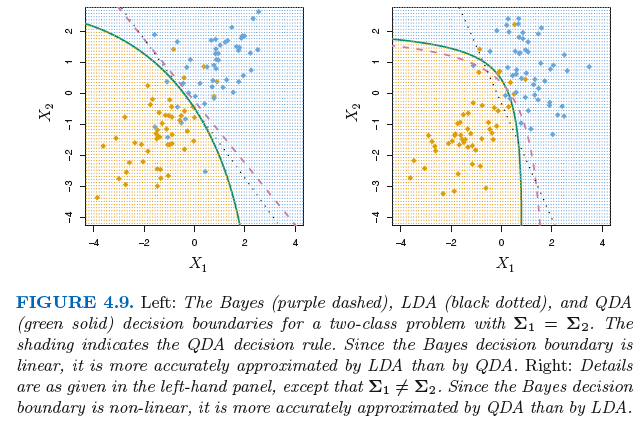 2
1
0
−1
−2
−3
−4
X2
−4
−2
0
2
4
X1
2
1
0
−1
−2
−3
−4
X2
−4
−2
0
2
4
X1
FIGURE 4.9. Left: The Bayes (purple dashed), LDA (black dotted), and QDA
(green solid) decision boundaries for a two-class problem with Σ1 = Σ2. The
shading indicates the QDA decision rule. Since the Bayes decision boundary is
linear, it is more accurately approximated by LDA than by QDA. Right: Details
are as given in the left-hand panel, except that Σ1 ≠ Σ2. Since the Bayes decision
boundary is non-linear, it is more accurately approximated by QDA than by LDA.